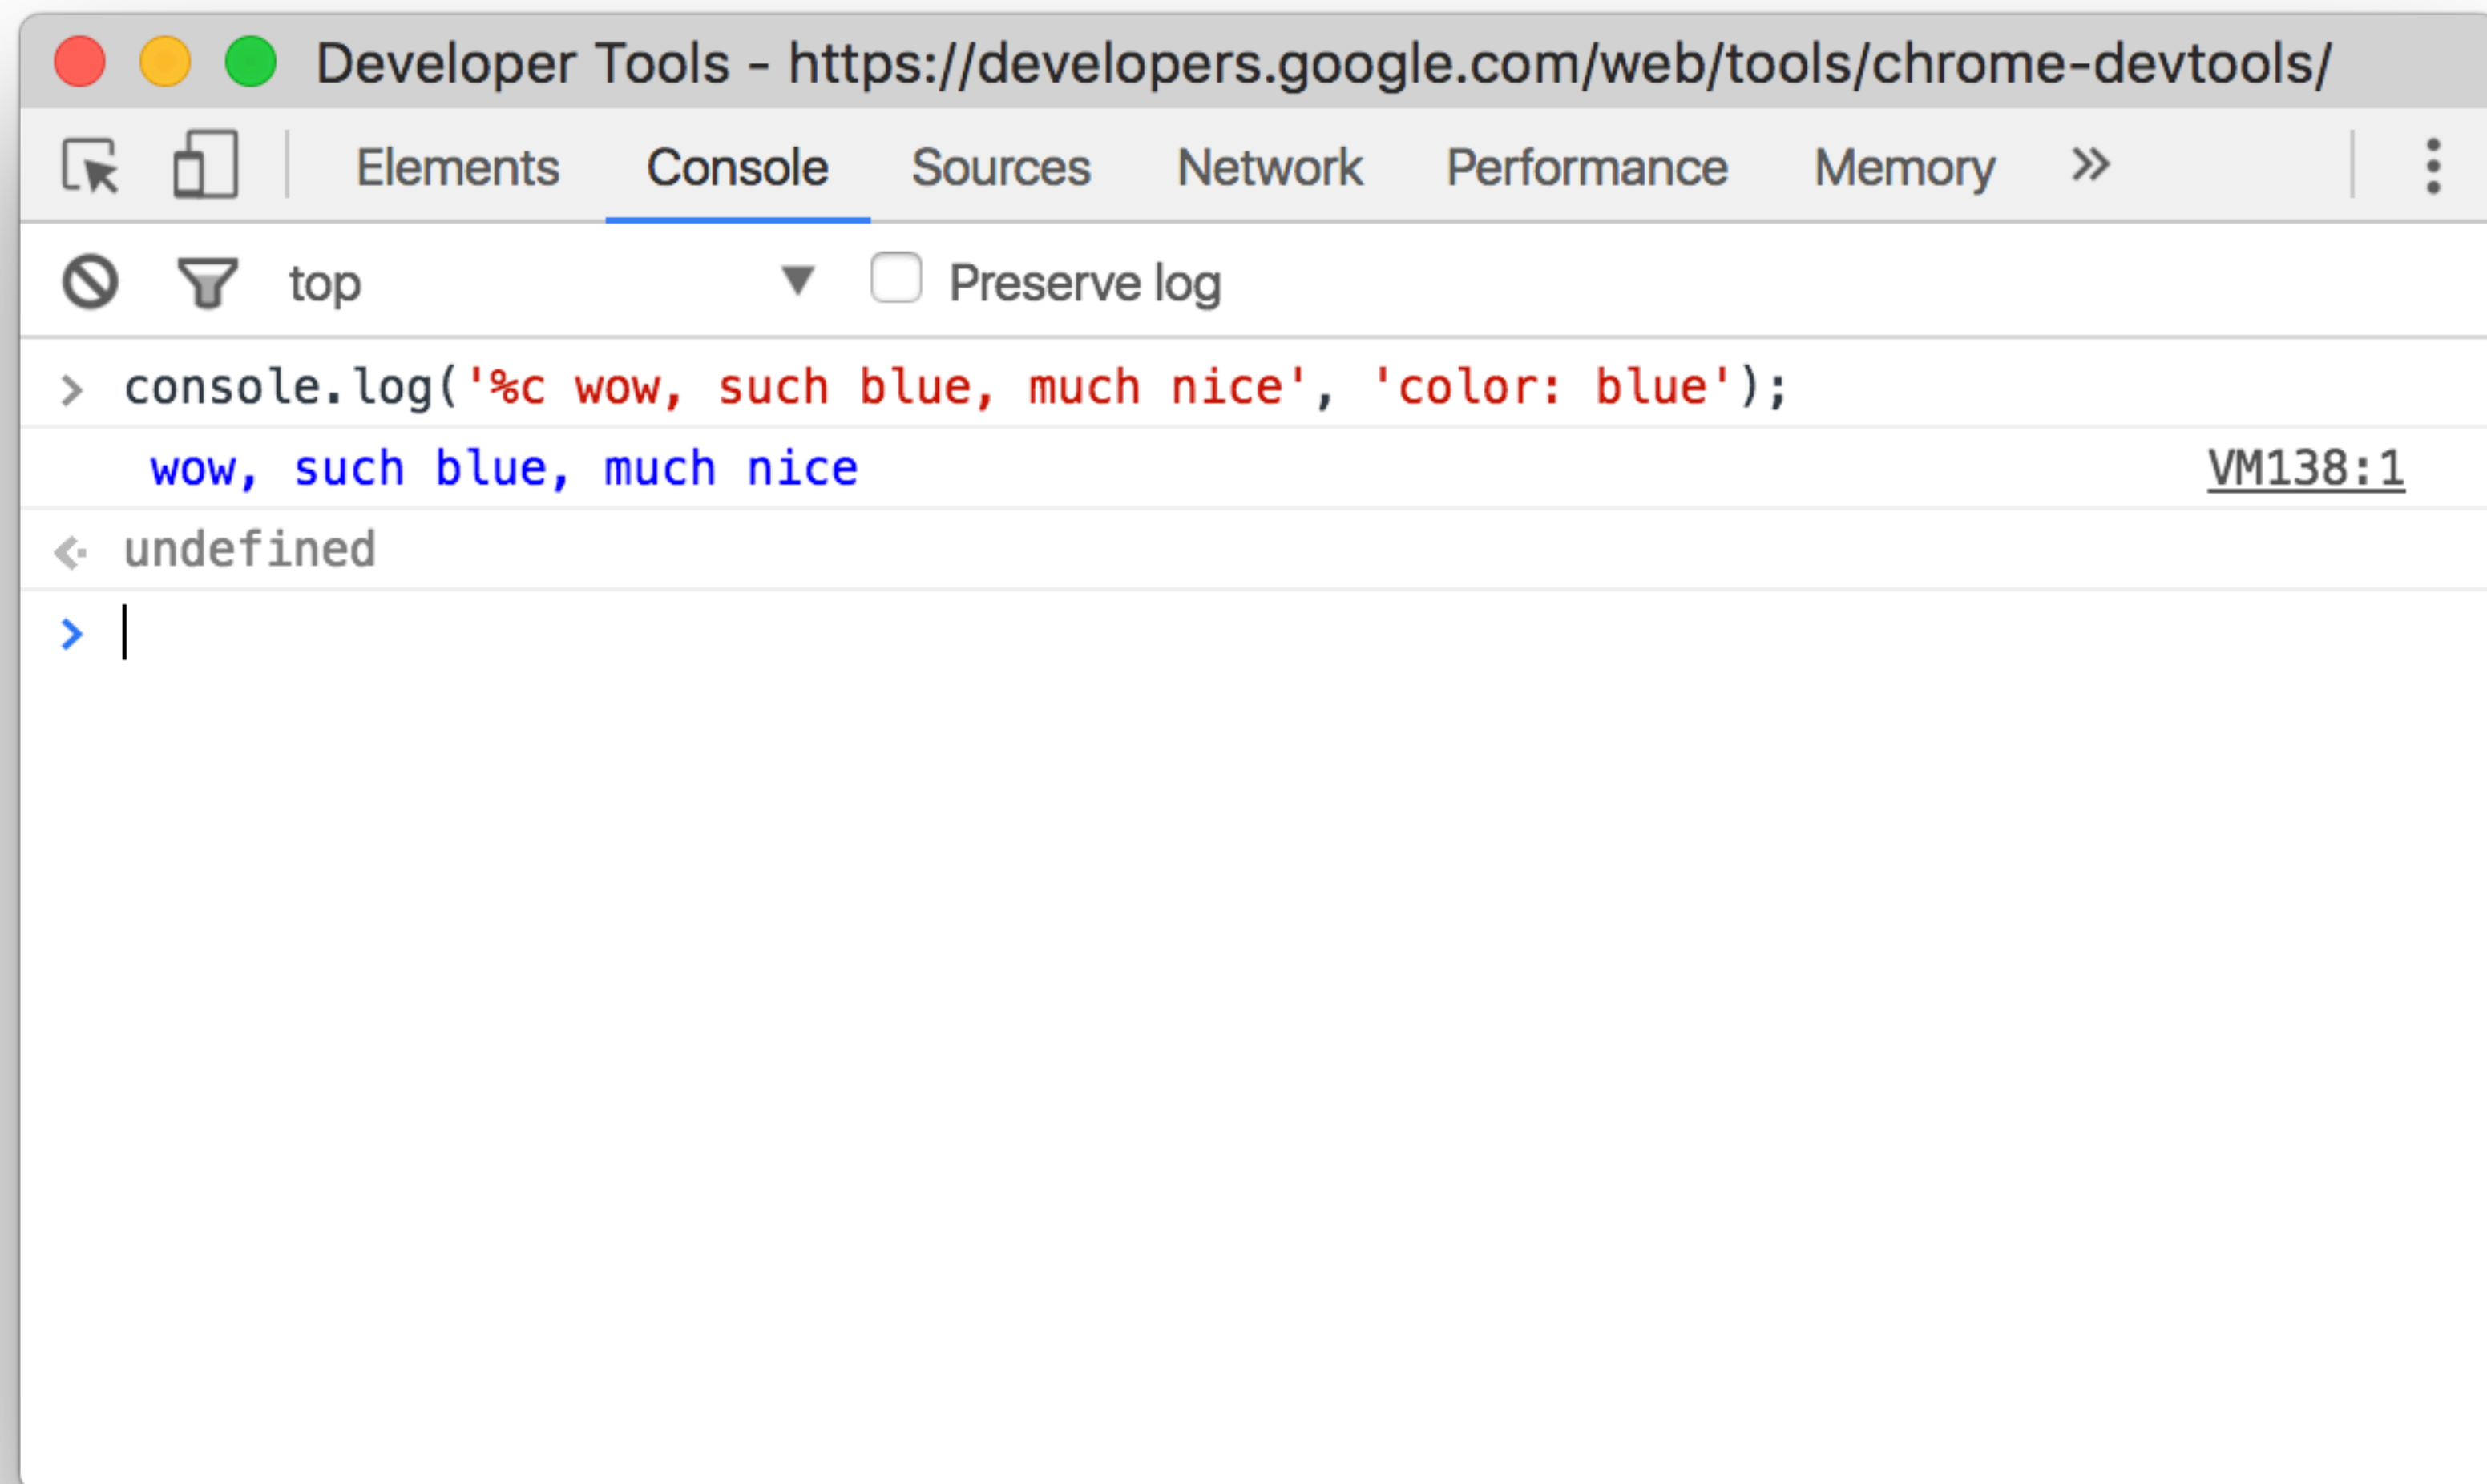 Developer Tools - https://developers.google.com/web/tools/chrome-devtools/
Elements Console Sources Network Performance Memory »
top ▼ Preserve log
> console.log('%c wow, such blue, much nice', 'color: blue');
wow, such blue, much nice VM138:1
undefined
>